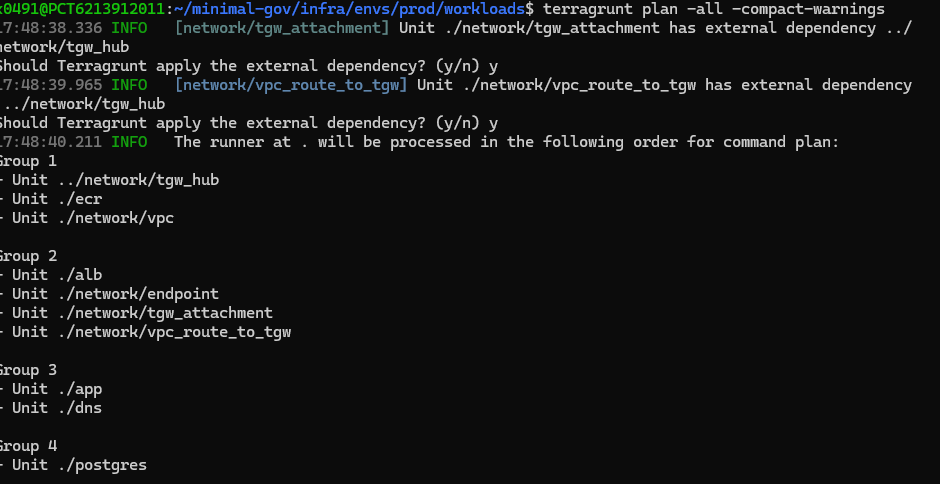 :0491@PCT6213912011:~/minimal-gov/infra/envs/prod/workloads$ terragrunt plan -all -compact-warnings
17:48:38.336 INFO   [network/tgw_attachment] Unit ./network/tgw_attachment has external dependency ../
network/tgw_hub
Should Terragrunt apply the external dependency? (y/n) y
17:48:39.965 INFO   [network/vpc_route_to_tgw] Unit ./network/vpc_route_to_tgw has external dependency
 ../network/tgw_hub
Should Terragrunt apply the external dependency? (y/n) y
17:48:40.211 INFO   The runner at . will be processed in the following order for command plan:
Group 1
- Unit ../network/tgw_hub
- Unit ./ecr
- Unit ./network/vpc
Group 2
- Unit ./alb
- Unit ./network/endpoint
- Unit ./network/tgw_attachment
- Unit ./network/vpc_route_to_tgw
Group 3
- Unit ./app
- Unit ./dns
Group 4
- Unit ./postgres